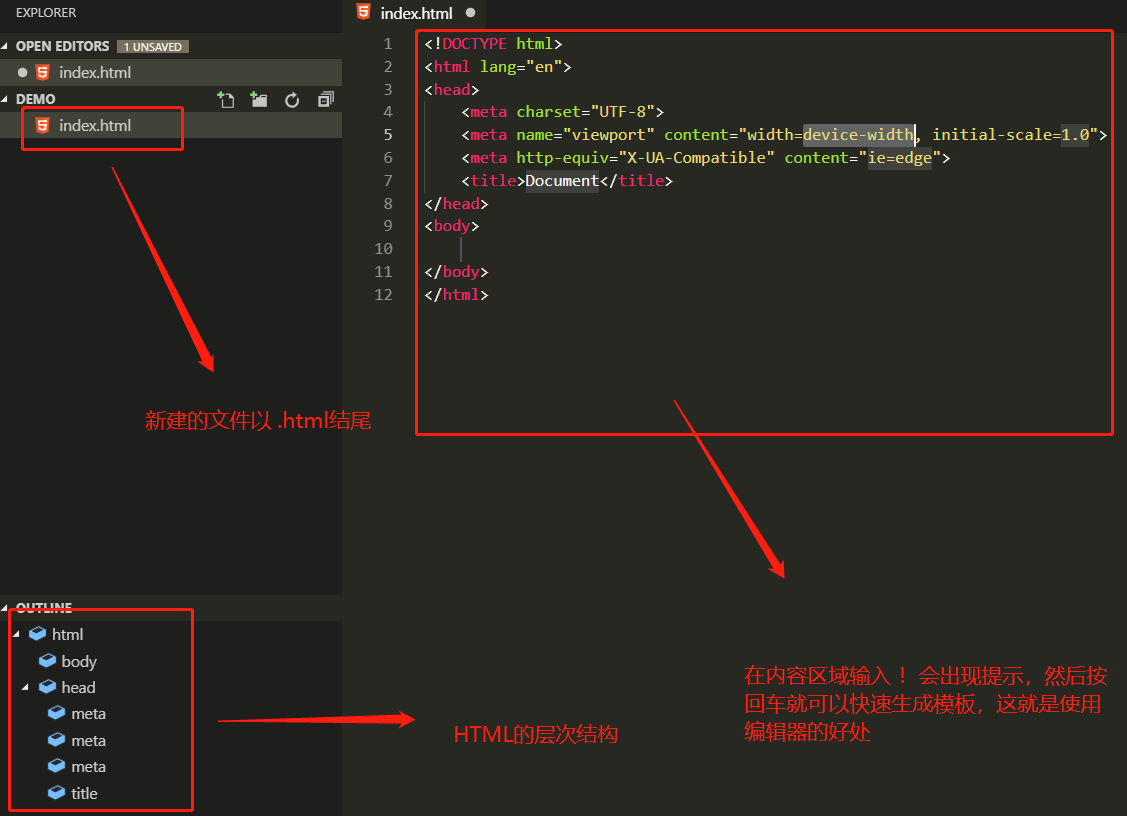 EXPLORER
OPEN EDITORS 1 UNSAVED
index.html
DEMO
index.html
新建的文件以 .html结尾
OUTLINE
html
body
head
meta
meta
meta
title
HTML的层次结构
index.html
1 <!DOCTYPE html>
2 <html lang="en">
3 <head>
4 <meta charset="UTF-8">
5 <meta name="viewport" content="width=device-width, initial-scale=1.0">
6 <meta http-equiv="X-UA-Compatible" content="ie=edge">
7 <title>Document</title>
8 </head>
9 <body>
10
11 </body>
12 </html>
在内容区域输入 ！ 会出现提示，然后按
回车就可以快速生成模板，这就是使用
编辑器的好处